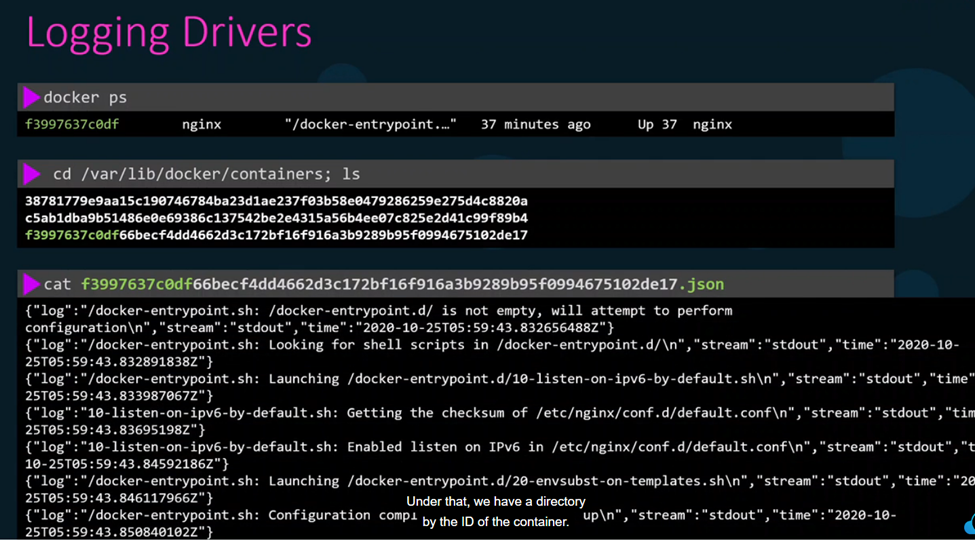 Logging Drivers
docker ps
f3997637c0df nginx "/docker-entrypoint.…" 37 minutes ago Up 37 nginx
cd /var/lib/docker/containers; ls
38781779e9aa15c190746784ba23d1ae237f03b58e0479286259e275d4c8820a
c5ab1dba9b51486e0e69386c137542be2e4315a56b4ee07c825e2d41c99f89b4
f3997637c0df66becf4dd4662d3c172bf16f916a3b9289b95f0994675102de17
cat f3997637c0df66becf4dd4662d3c172bf16f916a3b9289b95f0994675102de17.json
{"log":"/docker-entrypoint.sh: /docker-entrypoint.d/ is not empty, will attempt to perform
configuration\n","stream":"stdout","time":"2020-10-25T05:59:43.832656488Z"}
{"log":"/docker-entrypoint.sh: Looking for shell scripts in /docker-entrypoint.d/\n","stream":"stdout","time":"2020-10-
25T05:59:43.832891838Z"}
{"log":"/docker-entrypoint.sh: Launching /docker-entrypoint.d/10-listen-on-ipv6-by-default.sh\n","stream":"stdout","time"
25T05:59:43.833987067Z"}
{"log":"10-listen-on-ipv6-by-default.sh: Getting the checksum of /etc/nginx/conf.d/default.conf\n","stream":"stdout","tim
25T05:59:43.83695198Z"}
{"log":"10-listen-on-ipv6-by-default.sh: Enabled listen on IPv6 in /etc/nginx/conf.d/default.conf\n","stream":"stdout","t
10-25T05:59:43.84592186Z"}
{"log":"/docker-entrypoint.sh: Launching /docker-entrypoint.d/20-envsubst-on-templates.sh\n","stream":"stdout","time":"20
25T05:59:43.846117966Z"}
{"log":"/docker-entrypoint.sh: Configuration compl up\n","stream":"stdout","time":"2020-10-
25T05:59:43.850840102Z"}
Under that, we have a directory
by the ID of the container.